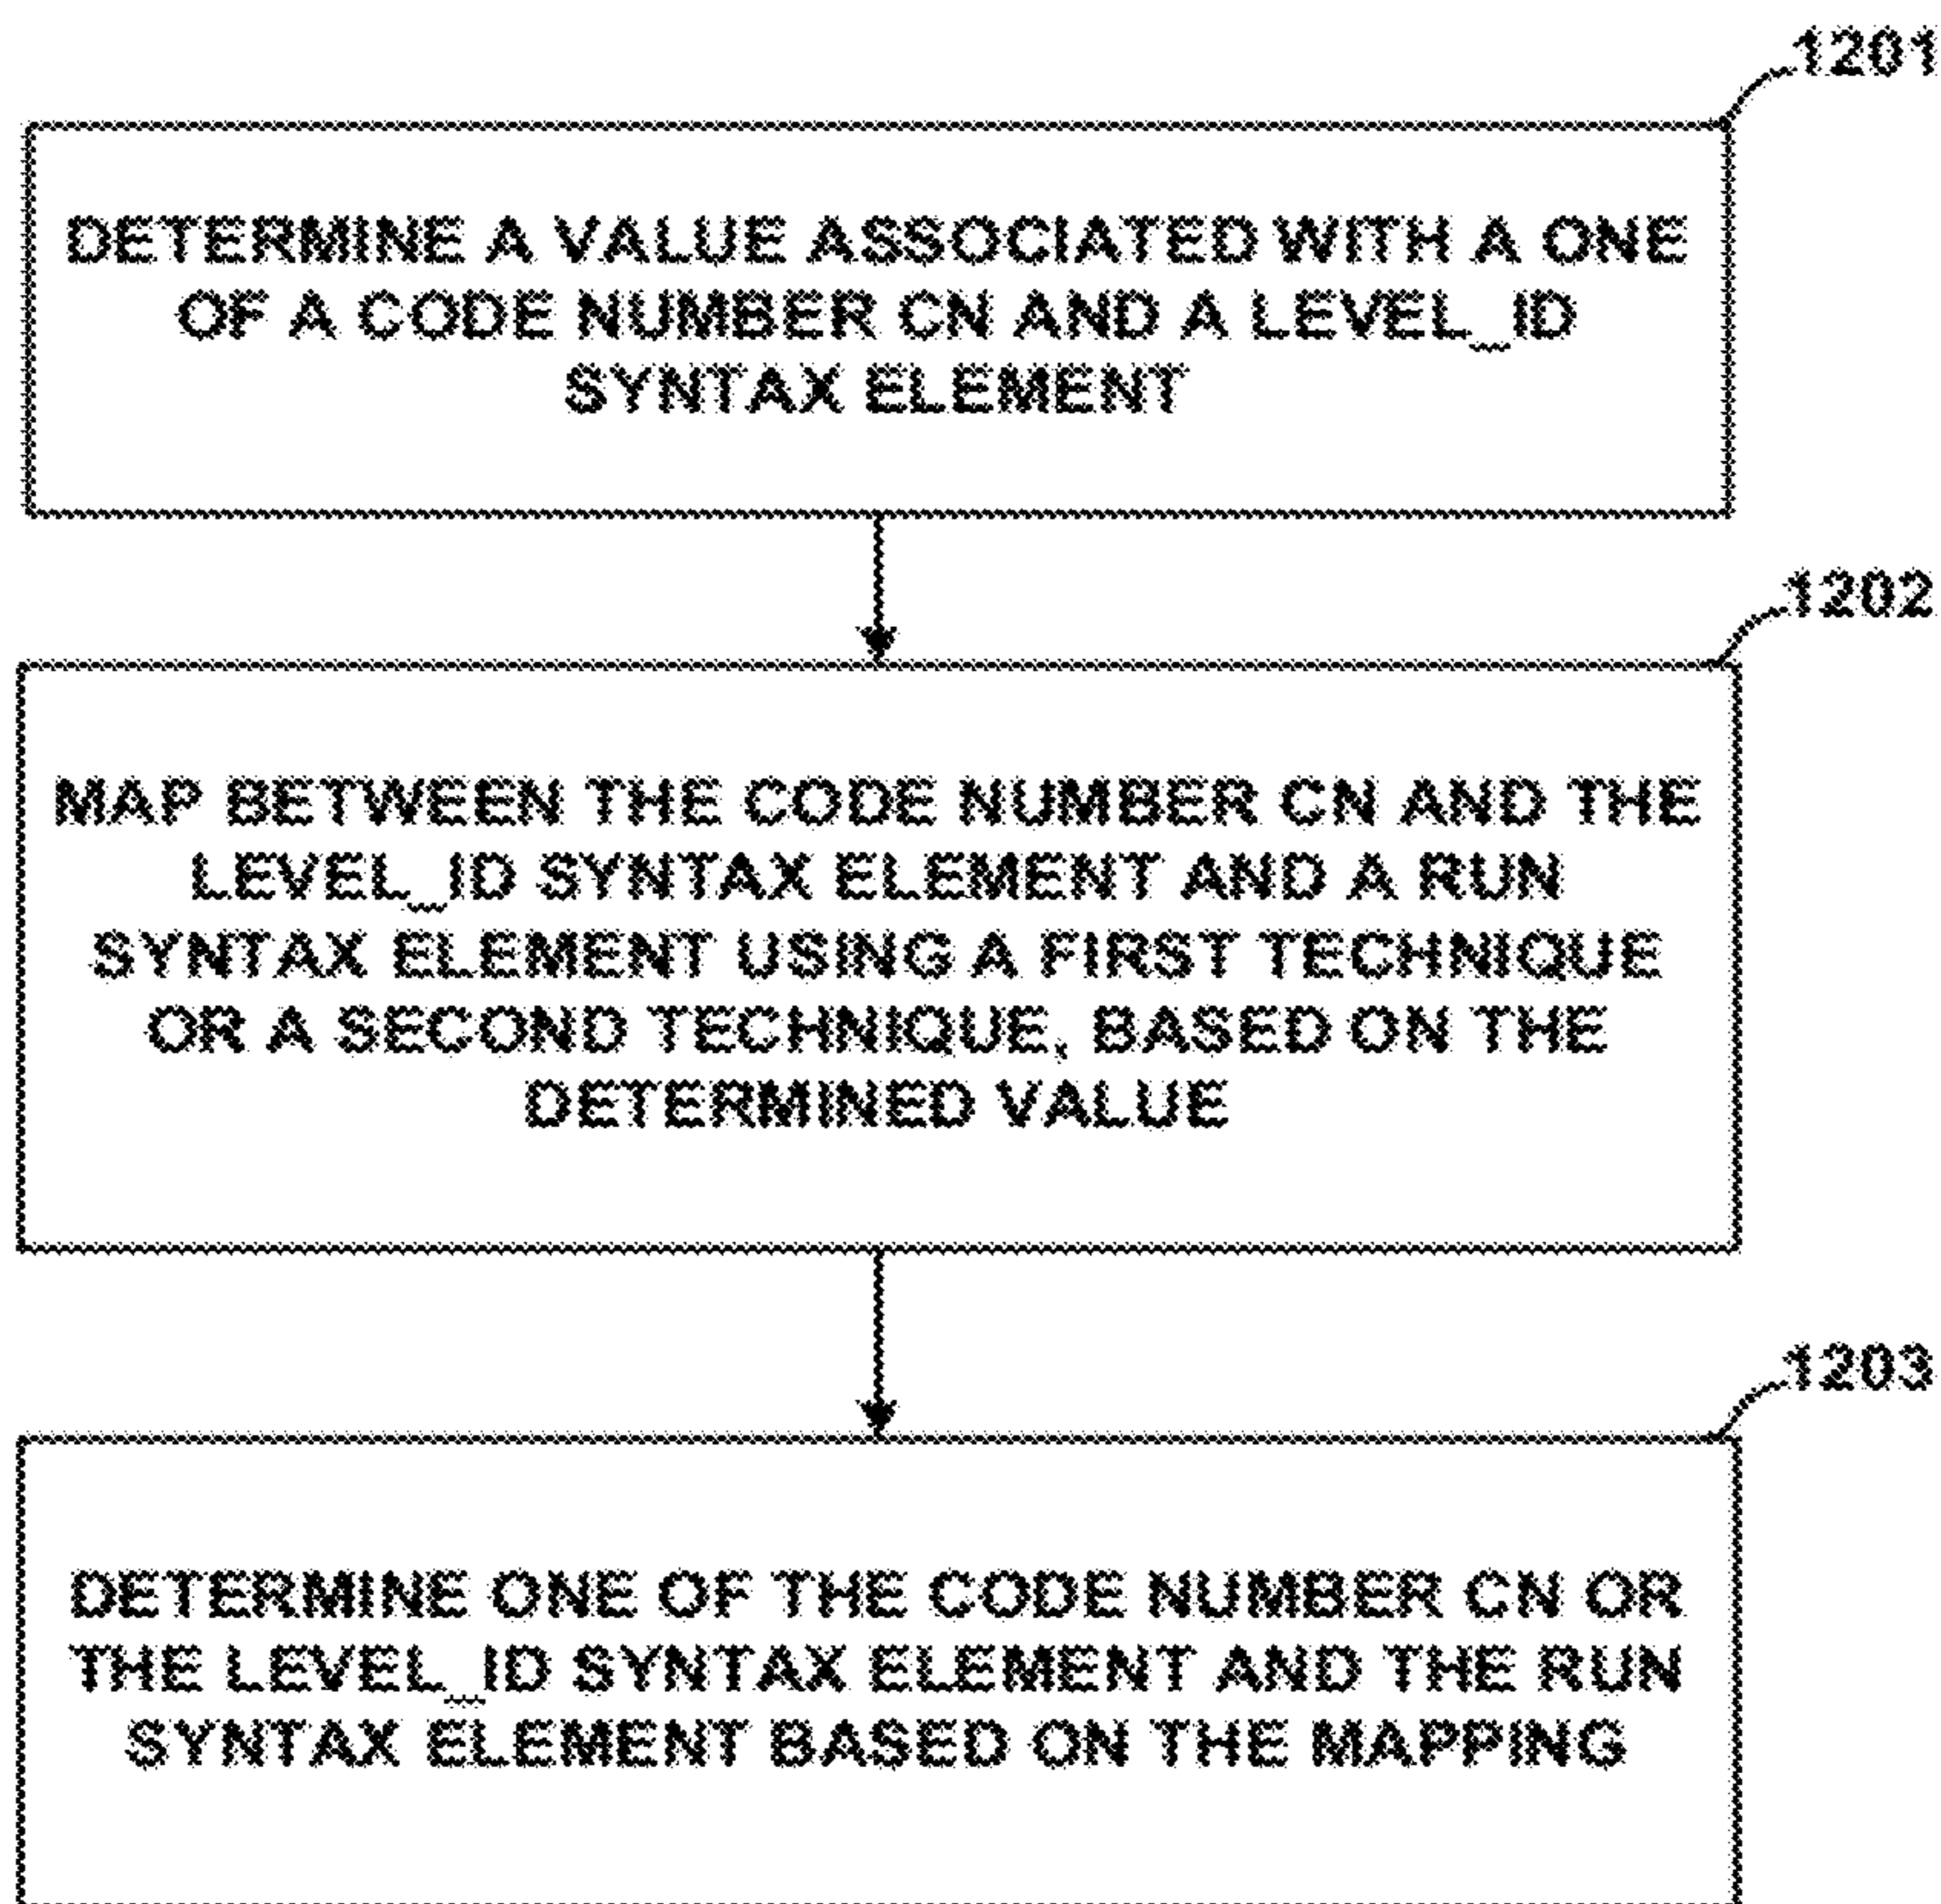 1201
DETERMINE A VALUE ASSOCIATED WITH A ONE
OF A CODE NUMBER CN AND A LEVEL_ID
SYNTAX ELEMENT
1202
MAP BETWEEN THE CODE NUMBER CN AND THE
LEVEL_ID SYNTAX ELEMENT AND A RUN
SYNTAX ELEMENT USING A FIRST TECHNIQUE
OR A SECOND TECHNIQUE, BASED ON THE
DETERMINED VALUE
1203
DETERMINE ONE OF THE CODE NUMBER CN OR
THE LEVEL_ID SYNTAX ELEMENT AND THE RUN
SYNTAX ELEMENT BASED ON THE MAPPING